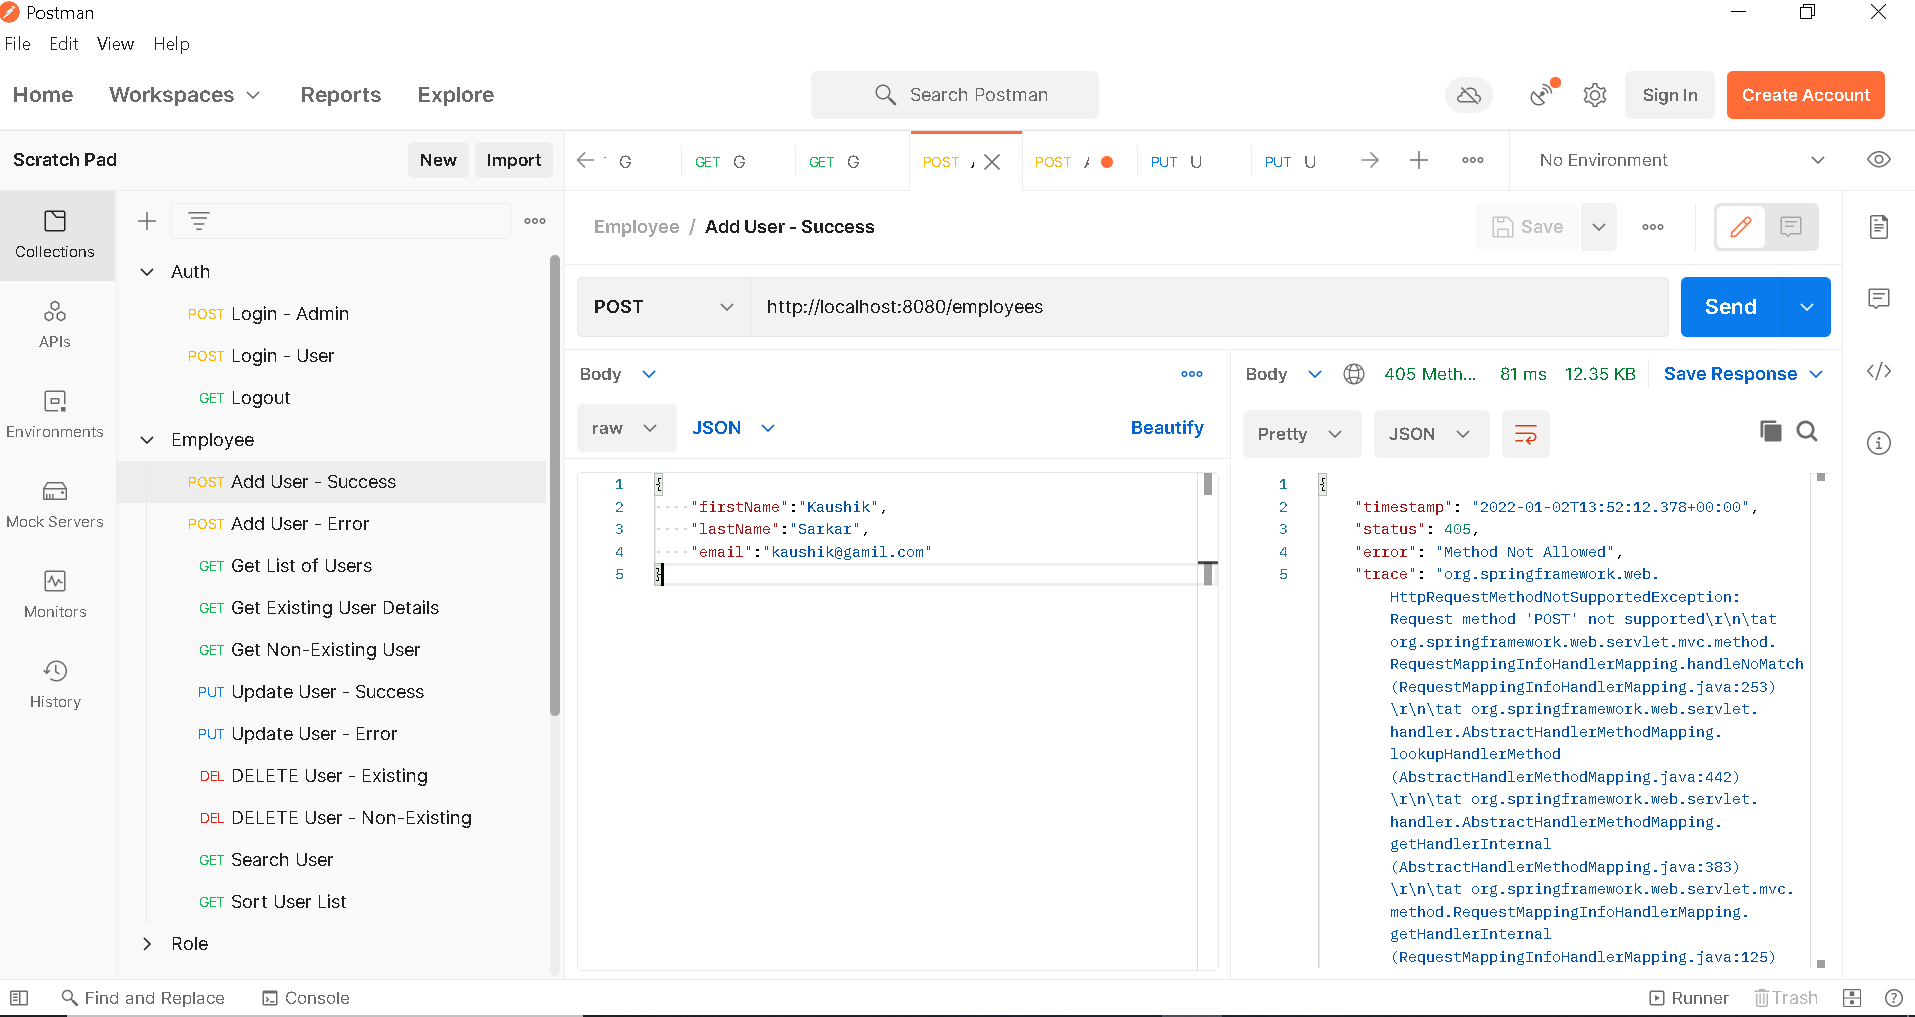 Postman
File Edit View Help
Home Workspaces Reports Explore
Search Postman
Sign In
Create Account
Scratch Pad
New
Import
G
GET G
GET G
POST
POST
PUT U
PUT U
No Environment
Collections
APIs
Environments
Mock Servers
Monitors
History
Auth
POST Login - Admin
POST Login - User
GET Logout
Employee
POST Add User - Success
POST Add User - Error
GET Get List of Users
GET Get Existing User Details
GET Get Non-Existing User
PUT Update User - Success
PUT Update User - Error
DEL DELETE User - Existing
DEL DELETE User - Non-Existing
GET Search User
GET Sort User List
Role
Employee / Add User - Success
Save
POST http://localhost:8080/employees
Send
Body
raw JSON Beautify
1 {
2 "firstName":"Kaushik",
3 "lastName":"Sarkar",
4 "email":"kaushik@gamil.com"
5 }
Body 405 Meth... 81 ms 12.35 KB Save Response
Pretty JSON
1 {
2 "timestamp": "2022-01-02T13:52:12.378+00:00",
3 "status": 405,
4 "error": "Method Not Allowed",
5 "trace": "org.springframework.web.
HttpRequestMethodNotSupportedException:
Request method 'POST' not supported\r\n\tat
org.springframework.web.servlet.mvc.method.
RequestMappingInfoHandlerMapping.handleNoMatch
(RequestMappingInfoHandlerMapping.java:253)
\r\n\tat org.springframework.web.servlet.
handler.AbstractHandlerMethodMapping.
lookupHandlerMethod
(AbstractHandlerMethodMapping.java:442)
\r\n\tat org.springframework.web.servlet.
handler.AbstractHandlerMethodMapping.
getHandlerInternal
(AbstractHandlerMethodMapping.java:383)
\r\n\tat org.springframework.web.servlet.mvc.
method.RequestMappingInfoHandlerMapping.
getHandlerInternal
(RequestMappingInfoHandlerMapping.java:125)
Find and Replace Console
Runner Trash